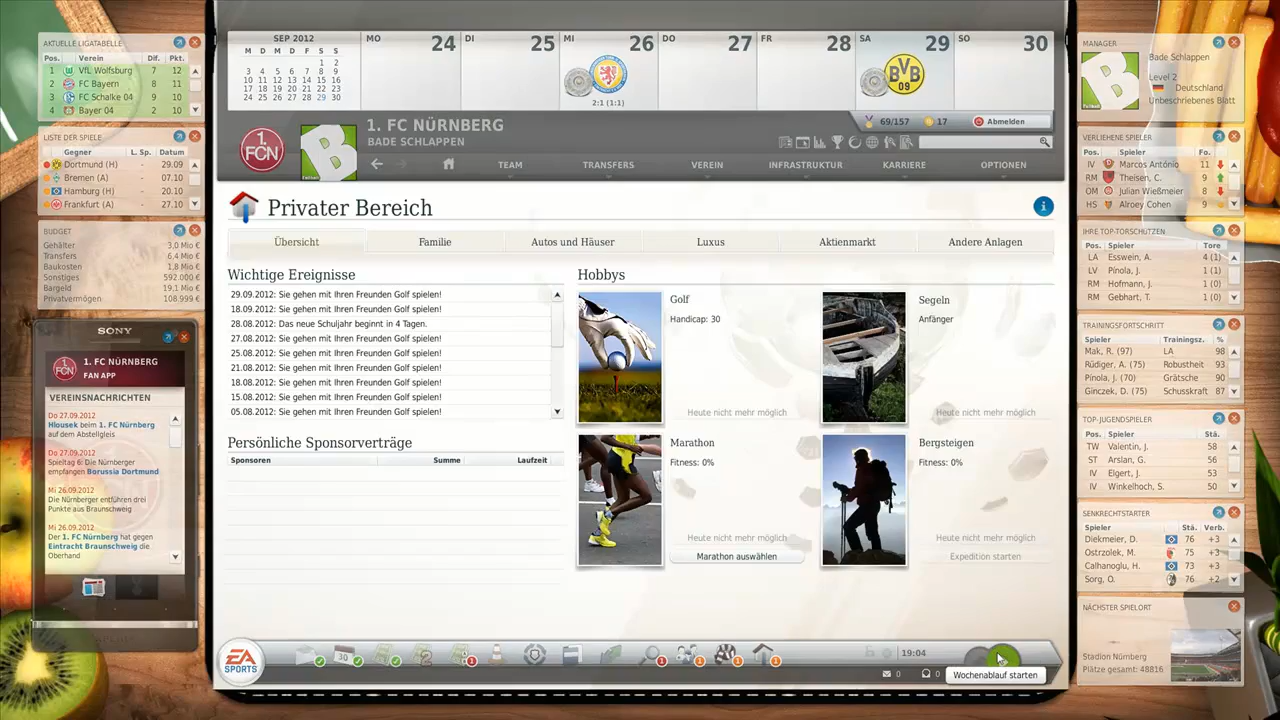 AKTUELLE LIGATABELLE
Pos. Verein Dif. Pkt.
1 VfL Wolfsburg 7 12
2 FC Bayern 8 11
3 FC Schalke 04 9 10
4 Bayer 04 2 10
LISTE DER SPIELE
Gegner L. Sp. Datum
Dortmund (H) - 29.09
Bremen (A) - 07.10
Hamburg (H) - 20.10
Frankfurt (A) - 27.10
BUDGET
Gehälter 3,0 Mio €
Transfers 6,4 Mio €
Baukosten 1,8 Mio €
Sonstiges 592.000 €
Bargeld 19,1 Mio €
Privatvermögen 108.999 €
SONY
1. FC NÜRNBERG
FAN APP
VEREINSNACHRICHTEN
Do 27.09.2012
Hlousek beim 1. FC Nürnberg
auf dem Abstellgleis
Do 27.09.2012
Spieltag 6: Die Nürnberger
empfangen Borussia Dortmund
Mi 26.09.2012
Die Nürnberger entführen drei
Punkte aus Braunschweig
Mi 26.09.2012
Der 1. FC Nürnberg hat gegen
Eintracht Braunschweig die
Oberhand
SEP 2012
M D M D F S S
1 2
3 4 5 6 7 8 9
10 11 12 13 14 15 16
17 18 19 20 21 22 23
24 25 26 27 28 29 30
MO 24
DI 25
MI 26
2:1 (1:1)
DO 27
FR 28
SA 29
BVB
09
SO 30
1.
FCN
1. FC NÜRNBERG
BADE SCHLAPPEN
69/157 17 Abmelden
TEAM TRANSFERS VEREIN INFRASTRUKTUR KARRIERE OPTIONEN
Privater Bereich
Übersicht Familie Autos und Häuser Luxus Aktienmarkt Andere Anlagen
Wichtige Ereignisse
29.09.2012: Sie gehen mit Ihren Freunden Golf spielen!
18.09.2012: Sie gehen mit Ihren Freunden Golf spielen!
28.08.2012: Das neue Schuljahr beginnt in 4 Tagen.
27.08.2012: Sie gehen mit Ihren Freunden Golf spielen!
25.08.2012: Sie gehen mit Ihren Freunden Golf spielen!
21.08.2012: Sie gehen mit Ihren Freunden Golf spielen!
18.08.2012: Sie gehen mit Ihren Freunden Golf spielen!
15.08.2012: Sie gehen mit Ihren Freunden Golf spielen!
05.08.2012: Sie gehen mit Ihren Freunden Golf spielen!
Persönliche Sponsorverträge
Sponsoren Summe Laufzeit
Hobbys
Golf
Handicap: 30
Heute nicht mehr möglich
Segeln
Anfänger
Heute nicht mehr möglich
Marathon
Fitness: 0%
Heute nicht mehr möglich
Marathon auswählen
Bergsteigen
Fitness: 0%
Heute nicht mehr möglich
Expedition starten
EA
SPORTS
30
1 1 1 1 1
19:04
0 0
Wochenablauf starten
MANAGER
Bade Schlappen
Level 2
Deutschland
Unbeschriebenes Blatt
VERLIEHENE SPIELER
Pos. Spieler Fo.
IV Marcos António 11
RM Theisen, C. 9
OM Julian Wießmeier 8
HS Alroey Cohen 9
IHRE TOP-TORSCHÜTZEN
Pos. Spieler Tore
LA Esswein, A. 4 (1)
LV Pinola, J. 1 (1)
RM Hofmann, J. 1 (0)
RM Gebhart, T. 1 (0)
TRAININGSFORTSCHRITT
Spieler Trainingsz. %
Mak, R. (97) LA 98
Rüdiger, A. (75) Robustheit 93
Pinola, J. (70) Grätsche 90
Ginczek, D. (75) Schusskraft 87
TOP-JUGENDSPIELER
Pos. Spieler Stä.
TW Valentin, J. 58
ST Arslan, G. 56
IV Elgert, J. 53
IV Winkelhoch, S. 50
SENKRECHTSTARTER
Spieler Stä. Verb.
Diekmeier, D. 76 +3
Ostrzolek, M. 75 +3
Calhanoglu, H. 73 +3
Sorg, O. 76 +2
NÄCHSTER SPIELORT
Stadion Nürnberg
Plätze gesamt: 48816